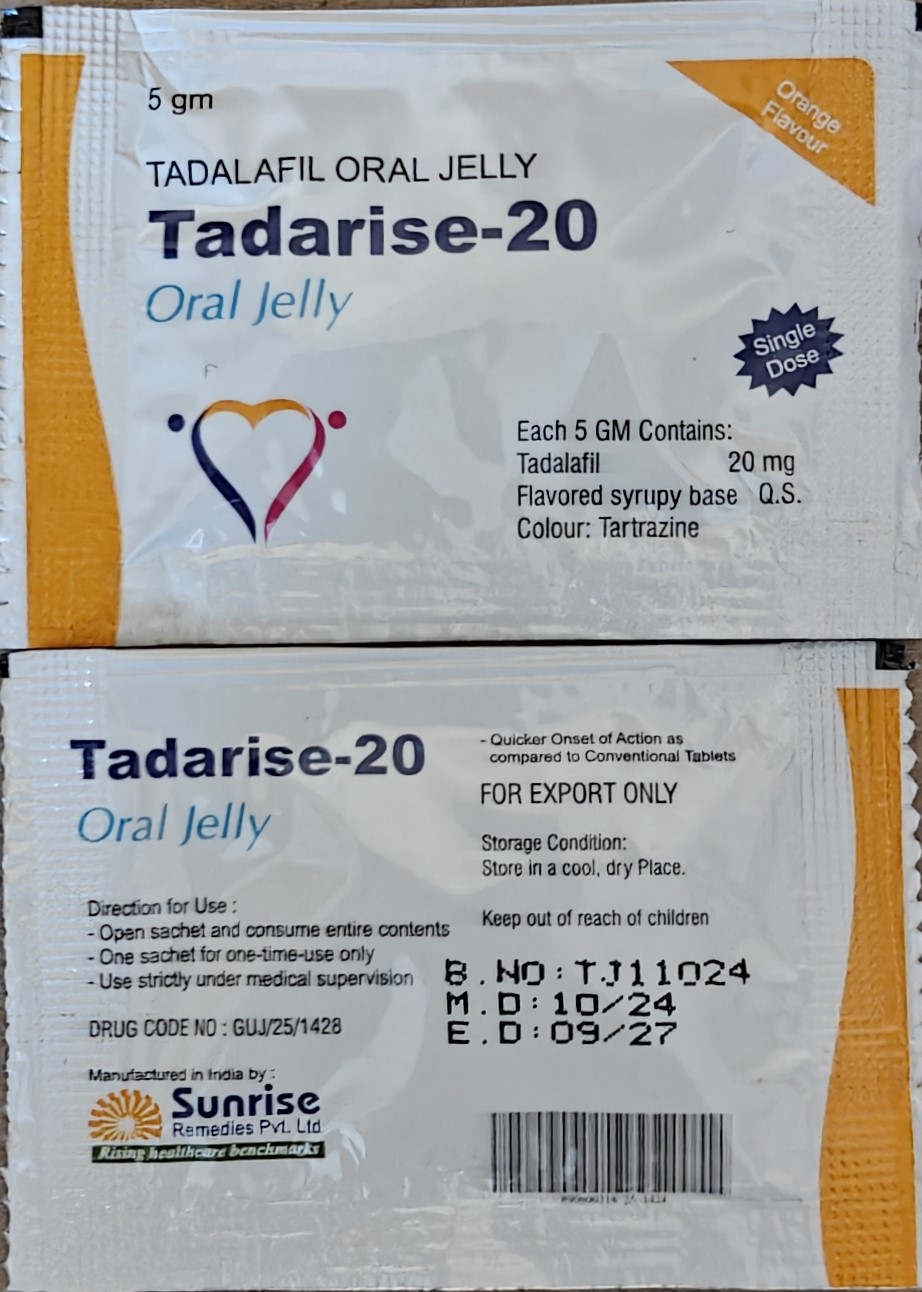 5 gm
Orange
Flavour
TADALAFIL ORAL JELLY
Tadarise-20
Oral Jelly
Single
Dose
Each 5 GM Contains:
Tadalafil 20 mg
Flavored syrupy base Q.S.
Colour: Tartrazine
Tadarise-20
Oral Jelly
Direction for Use :
- Open sachet and consume entire contents
- One sachet for one-time-use only
- Use strictly under medical supervision
DRUG CODE NO : GUJ/25/1428
Manufactured in India by :
Sunrise
Remedies Pvt. Ltd
Rising healthcare benchmarks
- Quicker Onset of Action as
compared to Conventional Tablets
FOR EXPORT ONLY
Storage Condition:
Store in a cool, dry Place.
Keep out of reach of children
B.NO:TJ11024
M.D:10/24
E.D:09/27